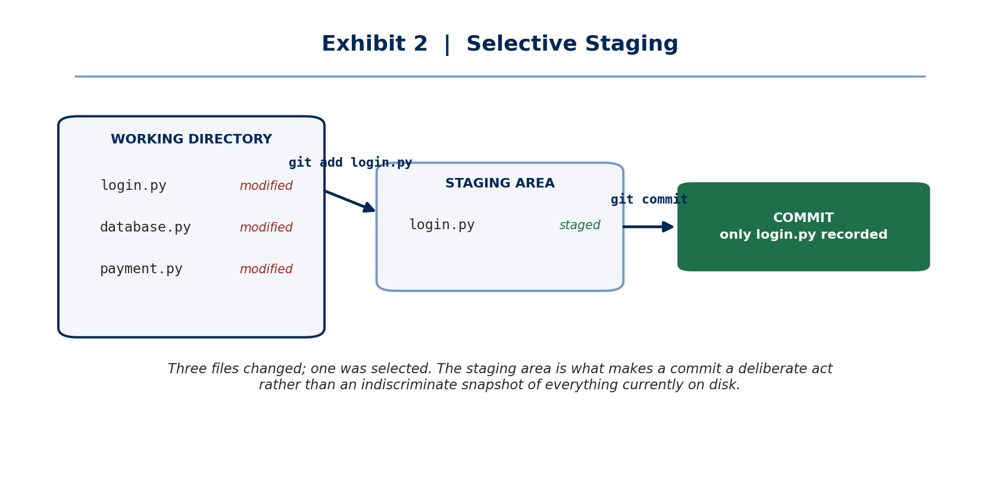 Exhibit 2 | Selective Staging
WORKING DIRECTORY
login.py modified
database.py modified
payment.py modified
git add login.py
STAGING AREA
login.py staged
git commit
COMMIT
only login.py recorded
Three files changed; one was selected. The staging area is what makes a commit a deliberate act
rather than an indiscriminate snapshot of everything currently on disk.